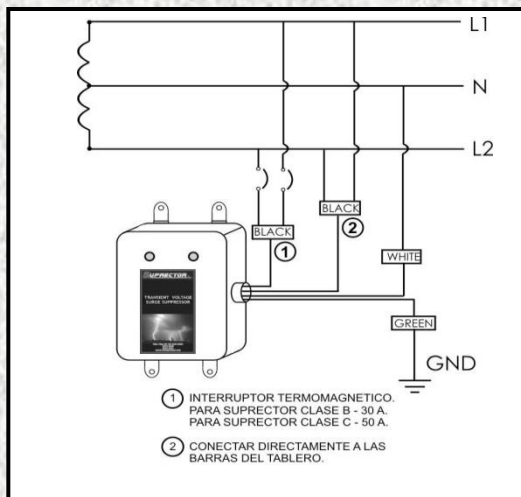 L1
N
L2
BLACK
1
BLACK
2
WHITE
GREEN
GND
SUPRECTOR
TRANSIENT VOLTAGE
SURGE SUPPRESSOR
1 INTERRUPTOR TERMOMAGNETICO.
PARA SUPRECTOR CLASE B - 30 A.
PARA SUPRECTOR CLASE C - 50 A.
2 CONECTAR DIRECTAMENTE A LAS
BARRAS DEL TABLERO.